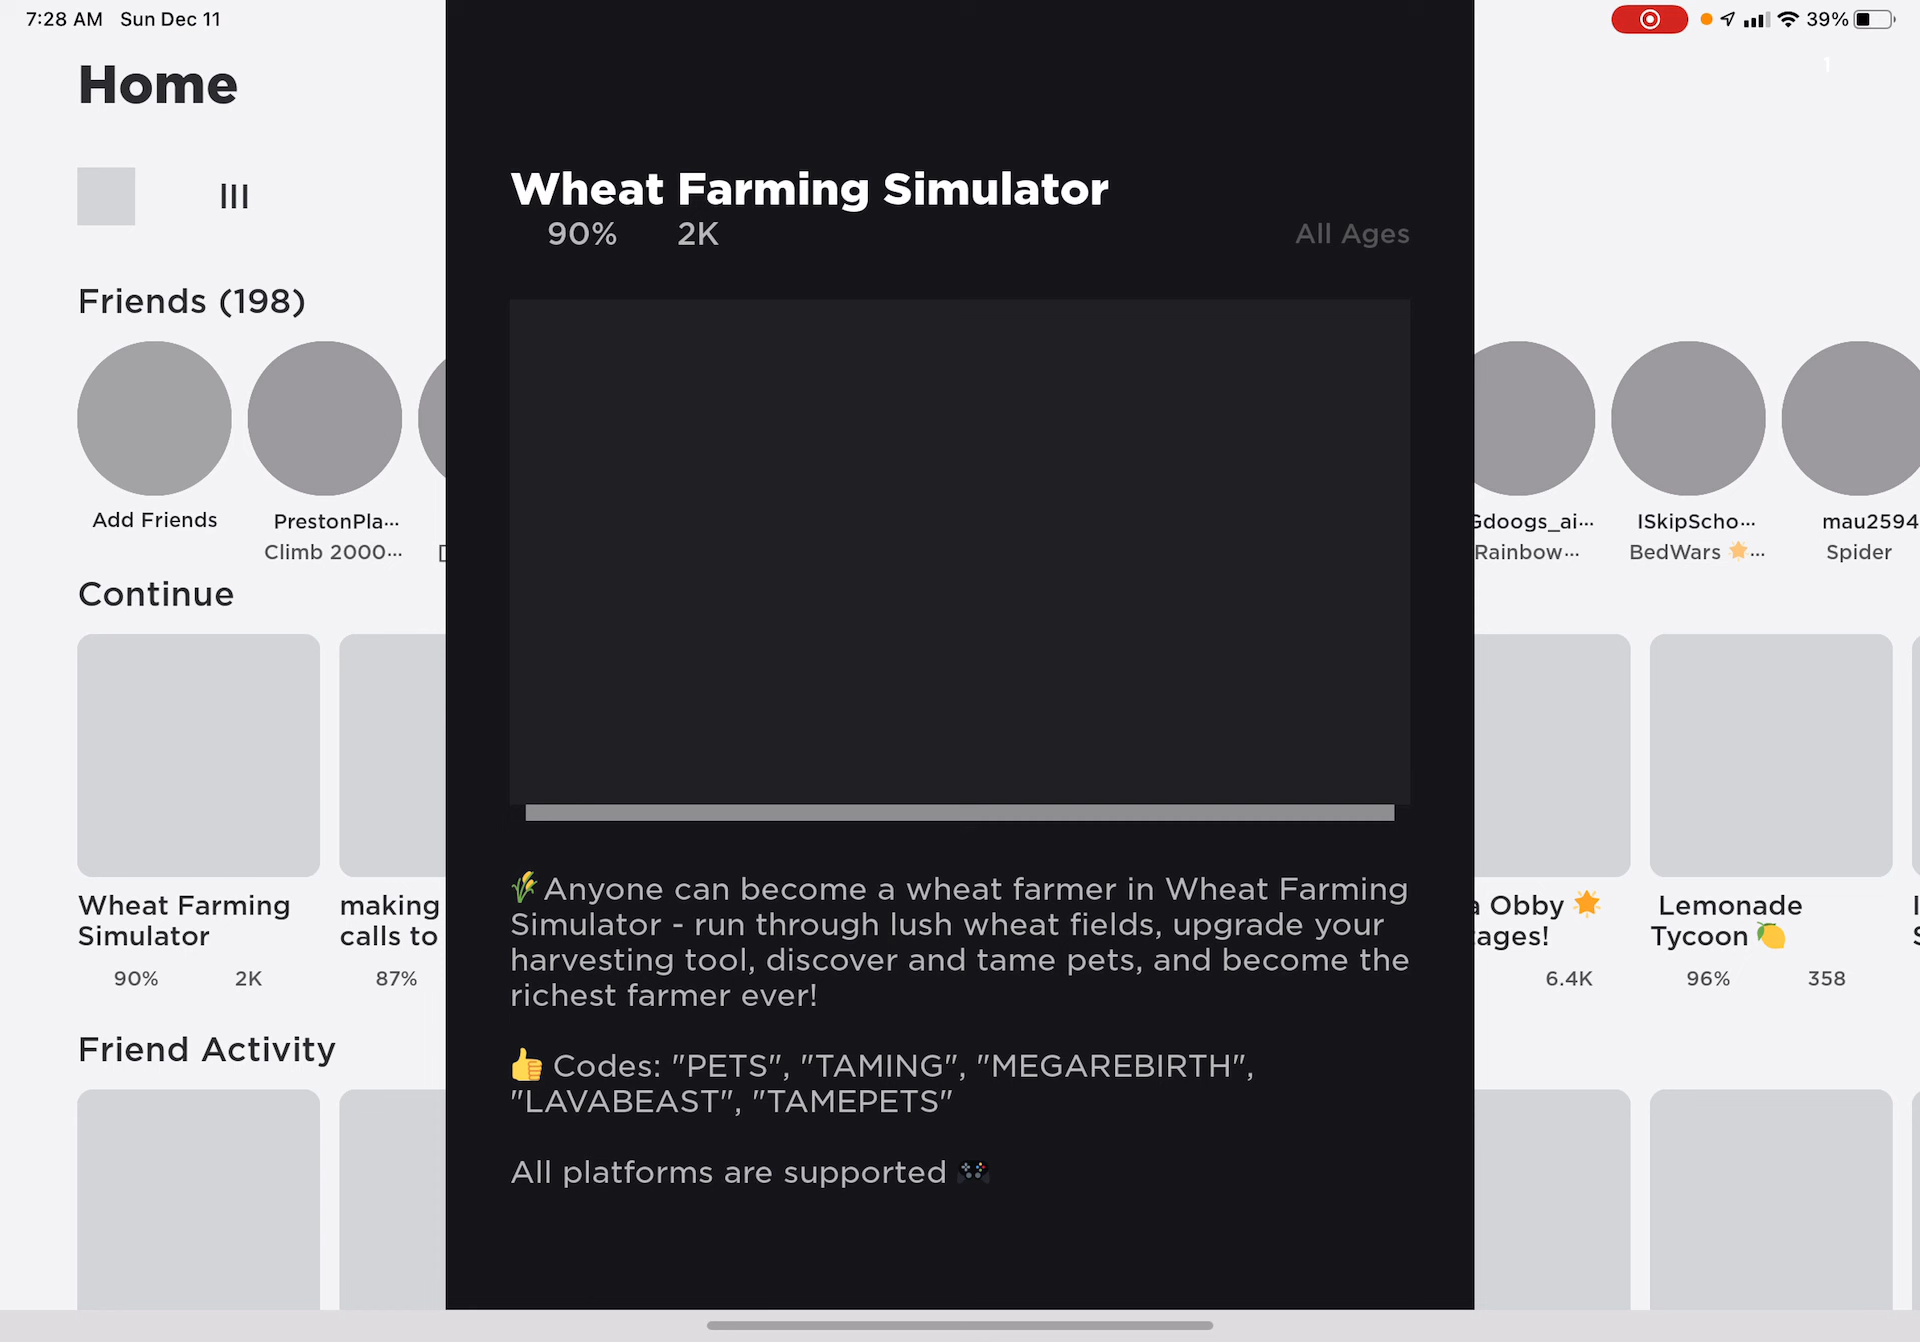 7:28 AM Sun Dec 11
39%
1
Home
III
Friends (198)
Add Friends
PrestonPla...
Climb 2000...
Gdoogs_ai...
Rainbow...
ISkipScho...
BedWars 🌟...
mau2594
Spider
Continue
Wheat Farming
Simulator
90% 2K
making
calls to
87%
Obby 🌟
ages!
6.4K
Lemonade
Tycoon 🍋
96% 358
Friend Activity
Wheat Farming Simulator
90% 2K
All Ages
🌾Anyone can become a wheat farmer in Wheat Farming
Simulator - run through lush wheat fields, upgrade your
harvesting tool, discover and tame pets, and become the
richest farmer ever!
👍 Codes: "PETS", "TAMING", "MEGAREBIRTH",
"LAVABEAST", "TAMEPETS"
All platforms are supported 🎮